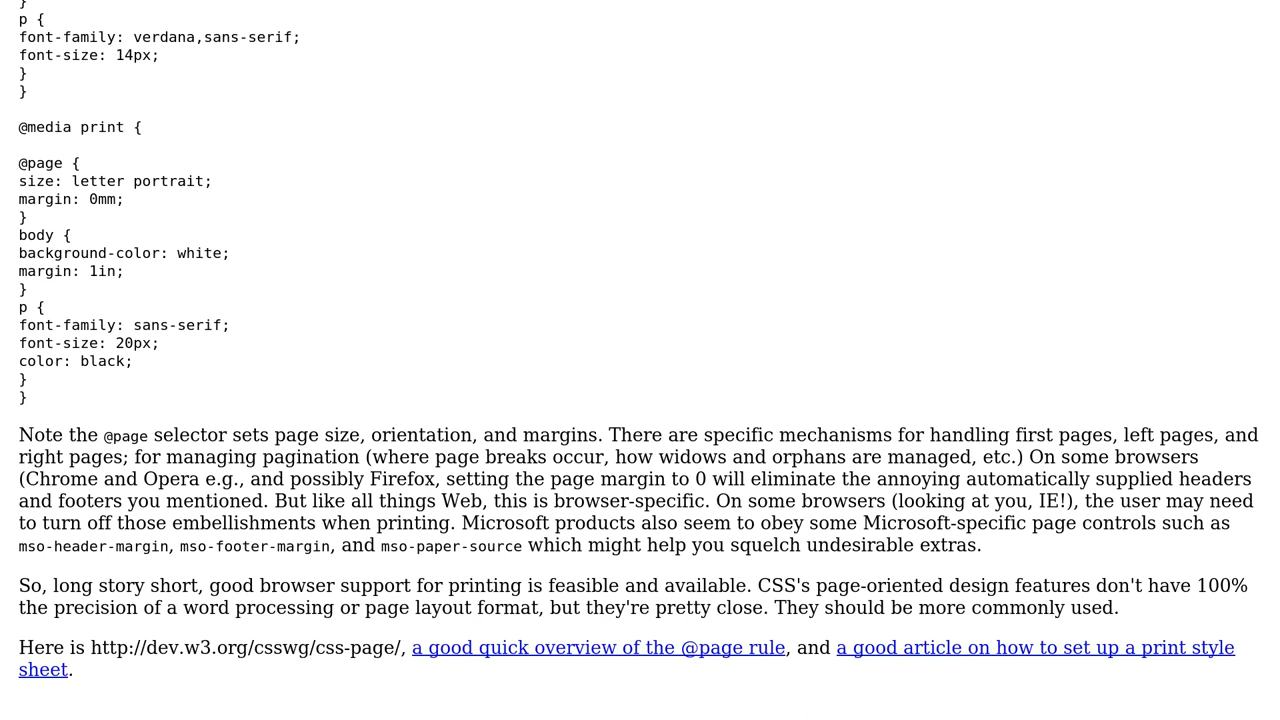 }
p {
font-family: verdana,sans-serif;
font-size: 14px;
}
}
@media print {
@page {
size: letter portrait;
margin: 0mm;
}
body {
background-color: white;
margin: 1in;
}
p {
font-family: sans-serif;
font-size: 20px;
color: black;
}
}
Note the @page selector sets page size, orientation, and margins. There are specific mechanisms for handling first pages, left pages, and
right pages; for managing pagination (where page breaks occur, how widows and orphans are managed, etc.) On some browsers
(Chrome and Opera e.g., and possibly Firefox, setting the page margin to 0 will eliminate the annoying automatically supplied headers
and footers you mentioned. But like all things Web, this is browser-specific. On some browsers (looking at you, IE!), the user may need
to turn off those embellishments when printing. Microsoft products also seem to obey some Microsoft-specific page controls such as
mso-header-margin, mso-footer-margin, and mso-paper-source which might help you squelch undesirable extras.
So, long story short, good browser support for printing is feasible and available. CSS's page-oriented design features don't have 100%
the precision of a word processing or page layout format, but they're pretty close. They should be more commonly used.
Here is http://dev.w3.org/csswg/css-page/, a good quick overview of the @page rule, and a good article on how to set up a print style
sheet.